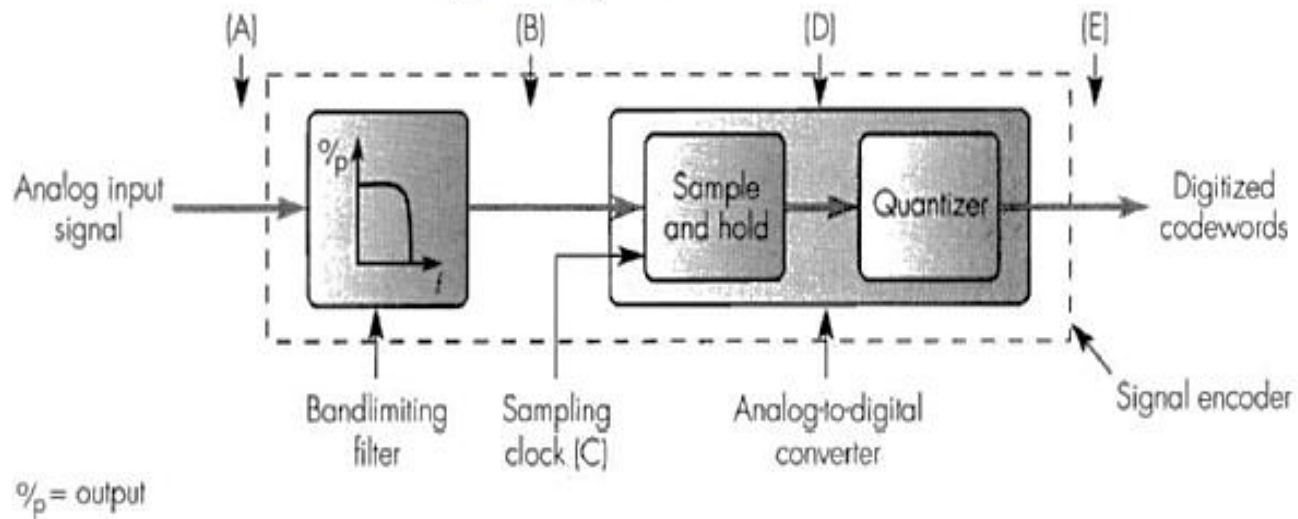 (A) (B) (D) (E)
Analog input
signal
o/p
f
Sample
and hold
Quantizer
Digitized
codewords
Bandlimiting
filter
Sampling
clock (C)
Analog-to-digital
converter
Signal encoder
o/p = output